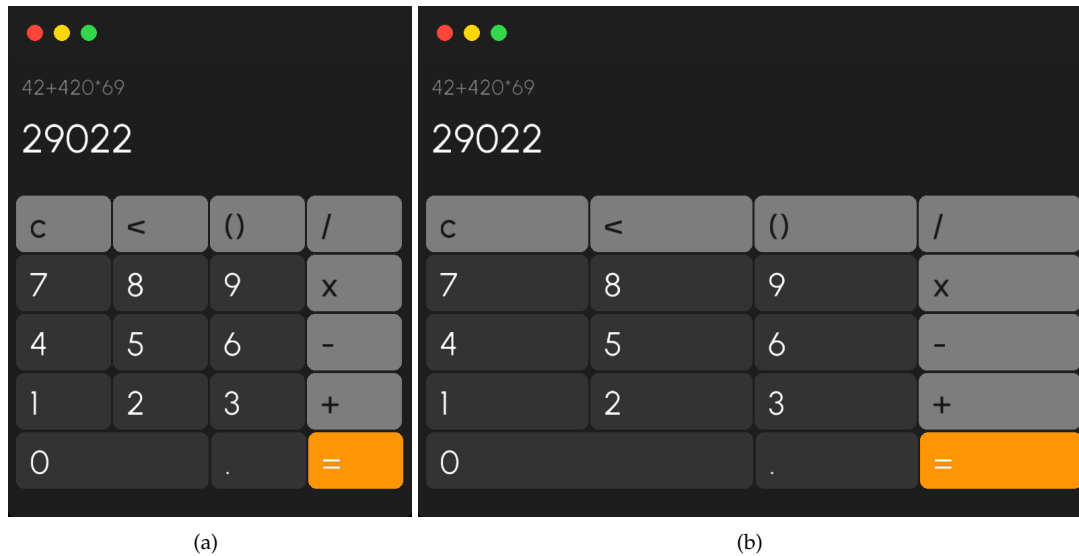 42+420*69
29022
c < () /
7 8 9 x
4 5 6 -
1 2 3 +
0 . =
(a)
42+420*69
29022
c < () /
7 8 9 x
4 5 6 -
1 2 3 +
0 . =
(b)